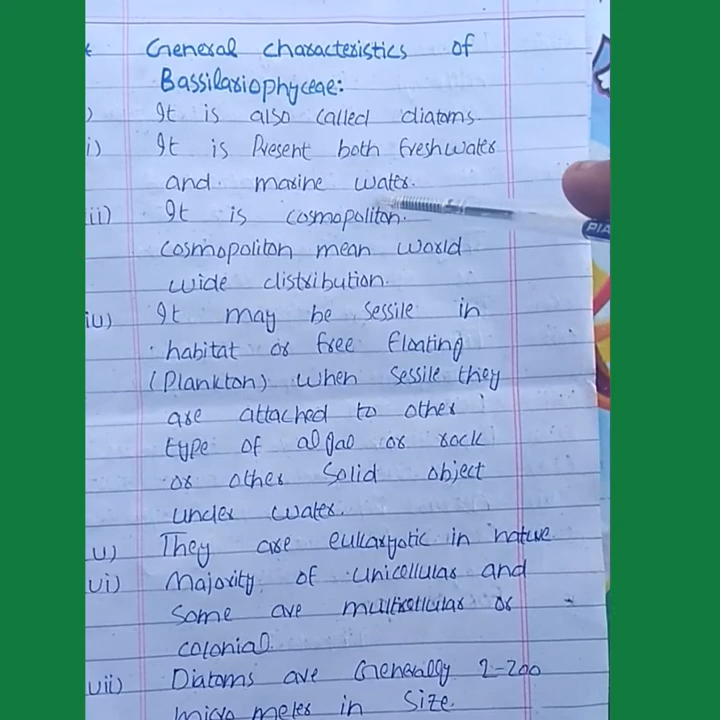 * General characteristics of
Bassilariophyceae:
) It is also called diatoms.
i) It is Present both freshwater
and marine water.
ii) It is cosmopoliton.
cosmopoliton mean world
wide distribution.
iv) It may be sessile in
habitat or free floating
(Plankton) when sessile they
are attached to other
type of algae or rock
or other solid object
under water.
v) They are eukaryotic in nature
vi) Majority of unicellular and
some are multicellular or
colonial.
vii) Diatoms are Generally 2-200
micro meter in size.
PIA